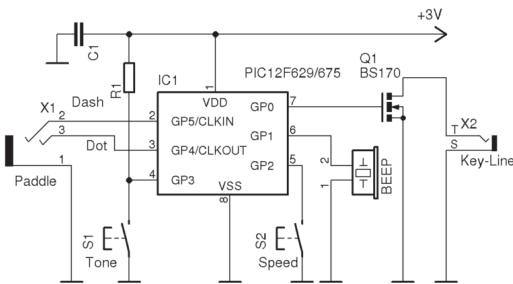 +3V
C1
Q1
BS170
IC1
PIC12F629/675
R1
1
VDD
X1
Dash
2
2
GP5/CLKIN
GP0
7
3
Dot
3
GP4/CLKOUT
GP1
6
T
X2
S
Key-Line
1
4
GP3
GP2
5
2
1
BEEP
Paddle
VSS
8
S1
Tone
S2
Speed